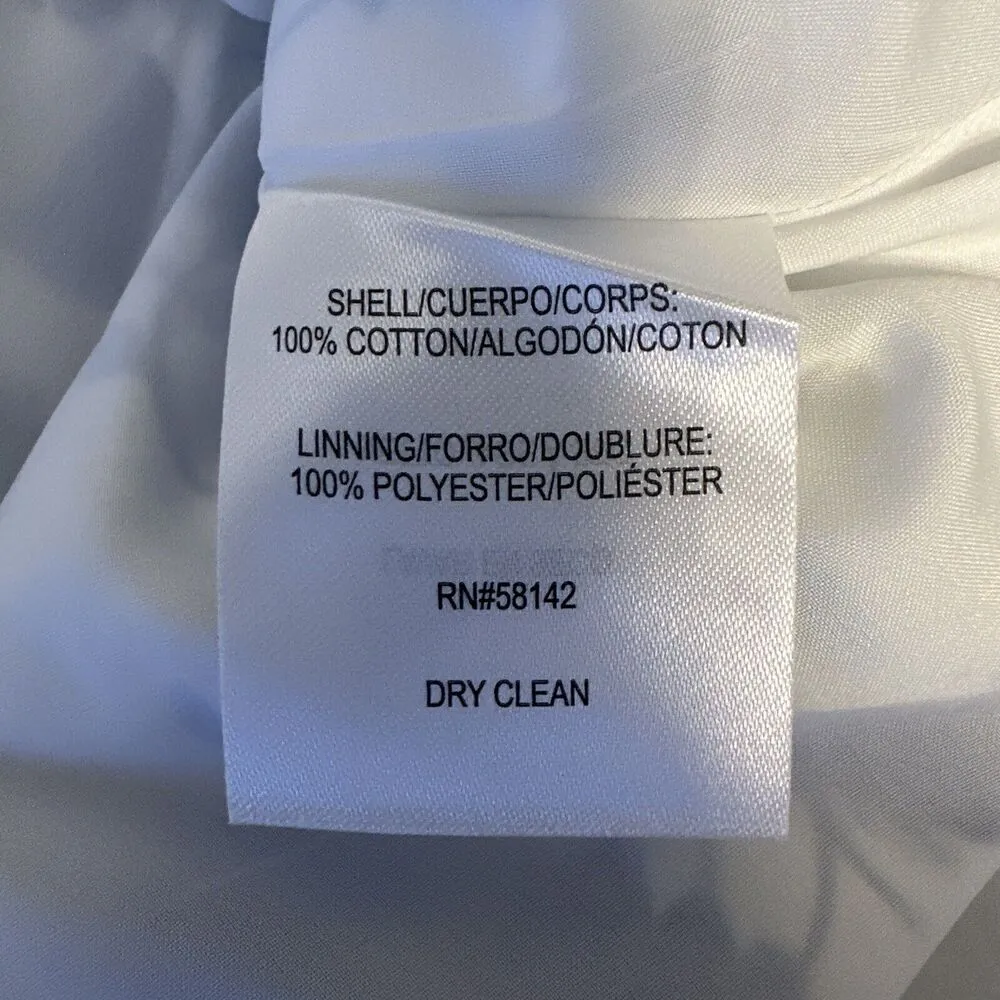 SHELL/CUERPO/CORPS:
100% COTTON/ALGODÓN/COTON
LINNING/FORRO/DOUBLURE:
100% POLYESTER/POLIÉSTER
RN#58142
DRY CLEAN